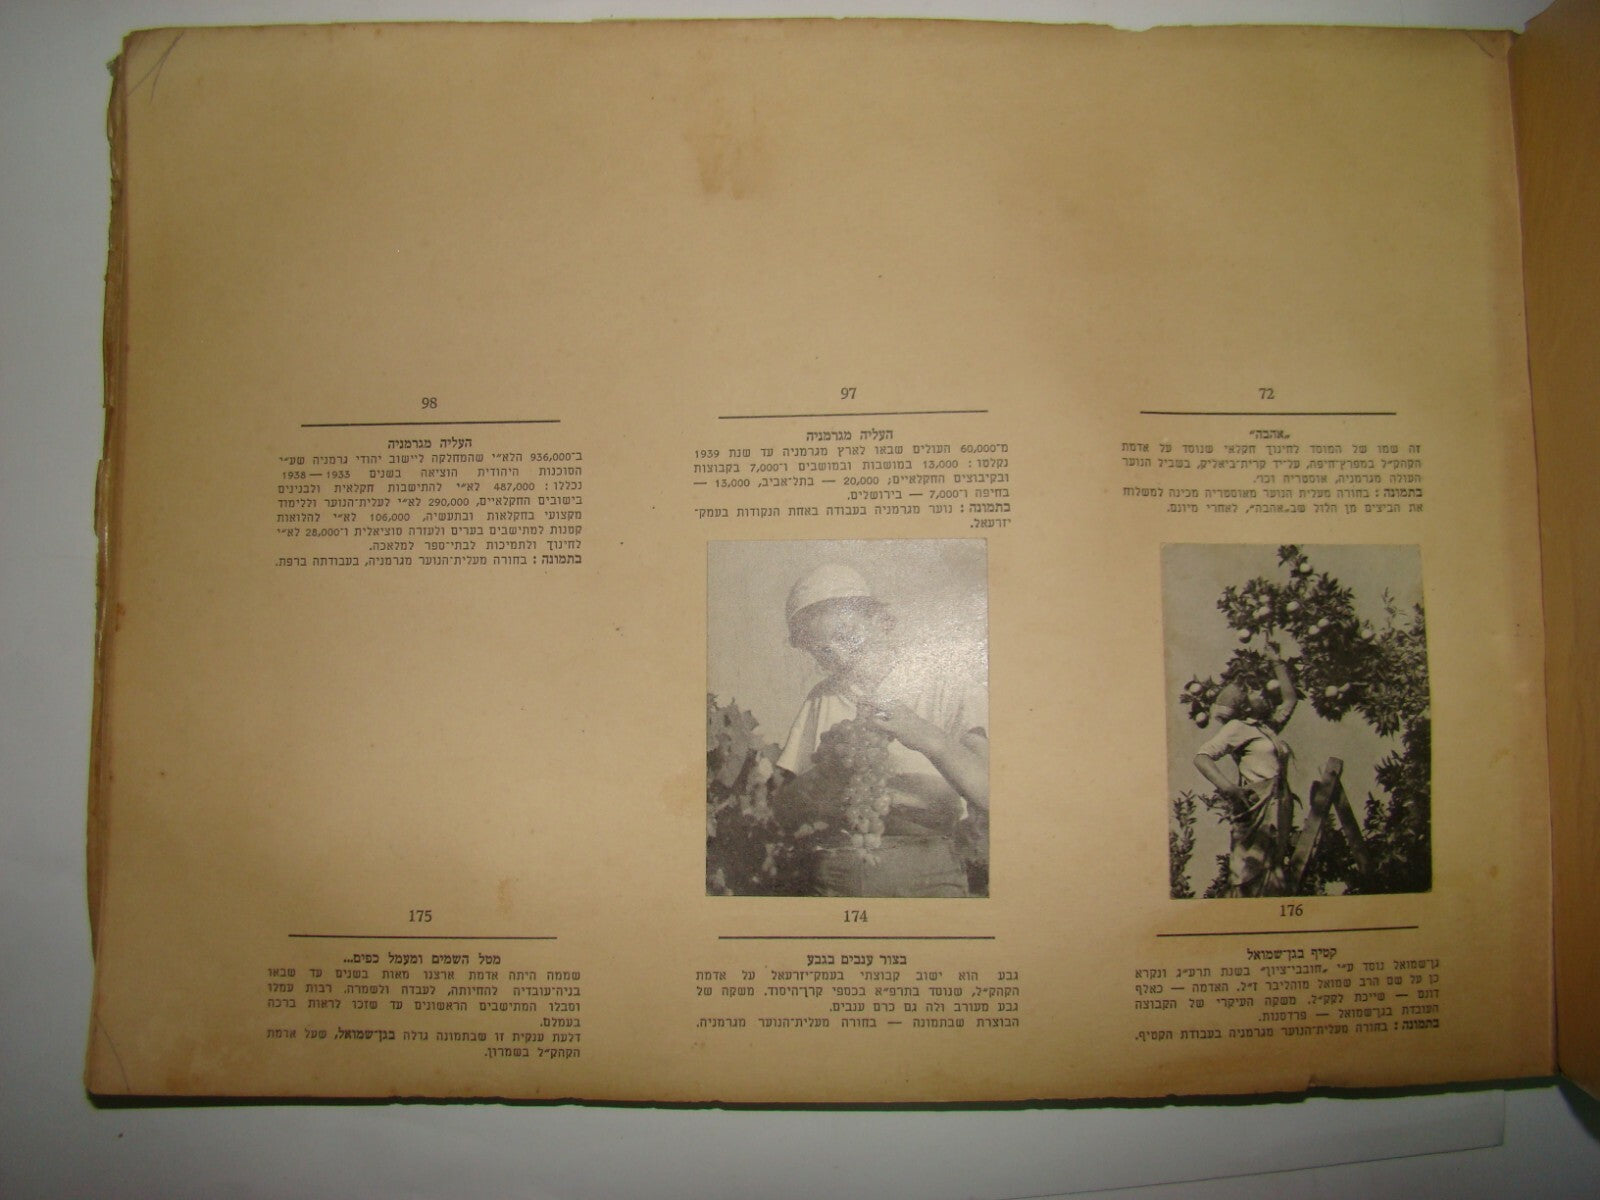 72
„אהבה"
זה שמו של המוסד לחינוך חקלאי שנוסד על אדמת
הקהק"ל במפרץ־חיפה, על־יד קרית־ביאליק, בשביל הנוער
העולה מגרמניה, אוסטריה וכו'.
בתמונה: בחורה מעלית הנוער מאוסטריה מכינה למשלוח
את הביצים מן הלול שב„אהבה", לאחרי מיונם.
97
העליה מגרמניה
מ־60,000 העולים שבאו לארץ מגרמניה עד שנת 1939
נקלטו: 13,000 במושבות ובמושבים ו־7,000 בקבוצות
ובקיבוצים החקלאיים; 20,000 — בתל־אביב, 13,000 —
בחיפה ו־7,000 — בירושלים.
בתמונה: נוער מגרמניה בעבודה באחת הנקודות בעמק־
יזרעאל.
98
העליה מגרמניה
ב־936,000 הלא"י שהמחלקה ליישוב יהודי גרמניה שע"י
הסוכנות היהודית הוציאה בשנים 1933 — 1938
נכללו: 487,000 לא"י להתישבות חקלאית ולבנינים
בישובים החקלאיים, 290,000 לא"י לעלית־הנוער וללימוד
מקצועי בחקלאות ובתעשיה, 106,000 לא"י להלואות
קטנות למתישבים בערים ולעזרה סוציאלית ו־28,000 לא"י
לחינוך ולתמיכות לבתי־ספר למלאכה.
בתמונה: בחורה מעלית־הנוער מגרמניה, בעבודתה ברפת.
176
קטיף בגן־שמואל
גן־שמואל נוסד ע"י „חובבי־ציון" בשנת תרע"ג ונקרא
כן על שם הרב שמואל מוהליבר ז"ל. האדמה — כאלף
דונם — שייכת לקק"ל. משקה העיקרי של הקבוצה
העובדת בגן־שמואל — פרדסנות.
בתמונה: בחורה מעלית־הנוער מגרמניה בעבודת הקטיף.
174
בצור ענבים בגבע
גבע הוא ישוב קבוצתי בעמק־יזרעאל על אדמת
הקהק"ל, שנוסד בתרפ"א בכספי קרן־היסוד. משקה של
גבע מעורב ולה גם כרם ענבים.
הבוצרת שבתמונה — בחורה מעלית־הנוער מגרמניה.
175
מטל השמים ומעמל כפים...
שממה היתה אדמת ארצנו מאות בשנים עד שבאו
בניה־עובדיה להחיותה, לעבדה ולשמרה. רבות עמלו
וסבלו המתישבים הראשונים עד שזכו לראות ברכה
בעמלם.
דלעת ענקית זו שבתמונה גדלה בגן־שמואל, שעל אדמת
הקהק"ל בשמרון.